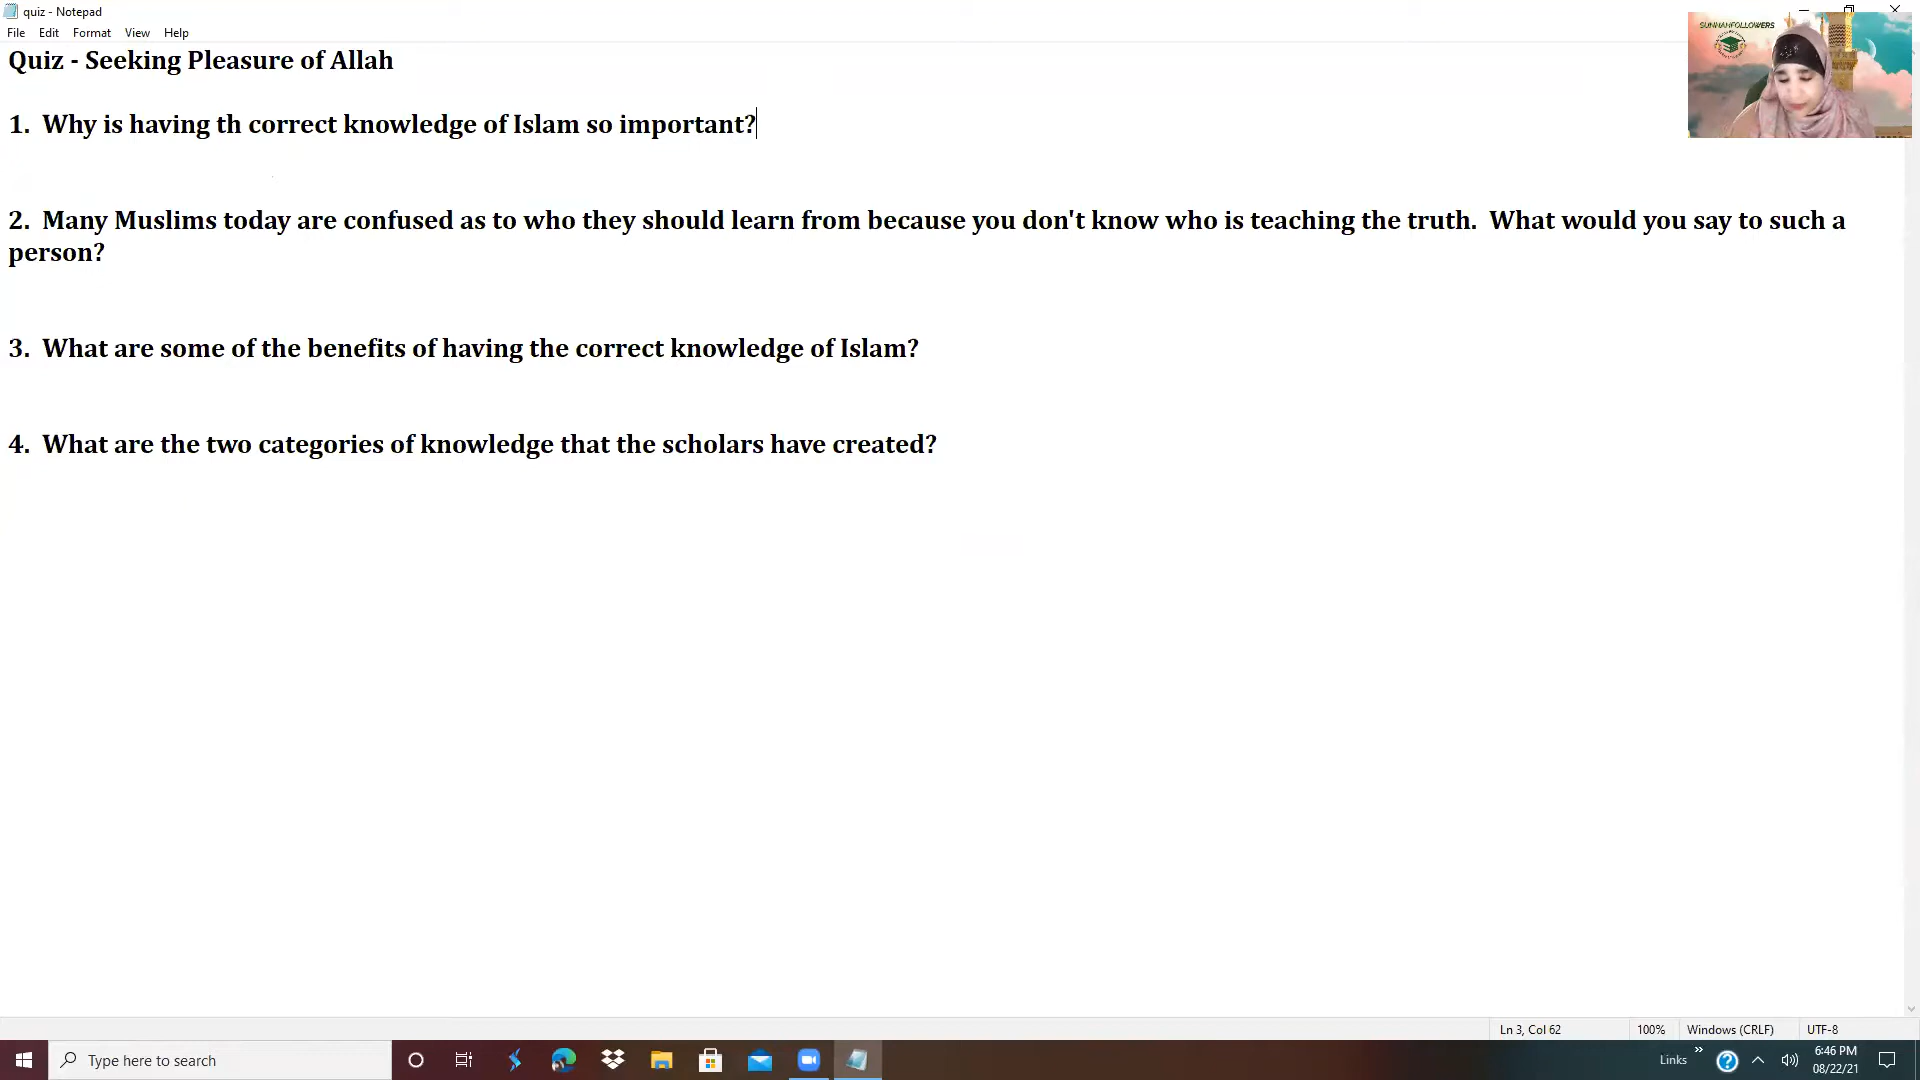 quiz - Notepad
File Edit Format View Help
SUNNAHFOLLOWERS
Quiz - Seeking Pleasure of Allah
1. Why is having th correct knowledge of Islam so important?
2. Many Muslims today are confused as to who they should learn from because you don't know who is teaching the truth. What would you say to such a
person?
3. What are some of the benefits of having the correct knowledge of Islam?
4. What are the two categories of knowledge that the scholars have created?
Ln 3, Col 62 100% Windows (CRLF) UTF-8
Type here to search
Links
6:46 PM
08/22/21